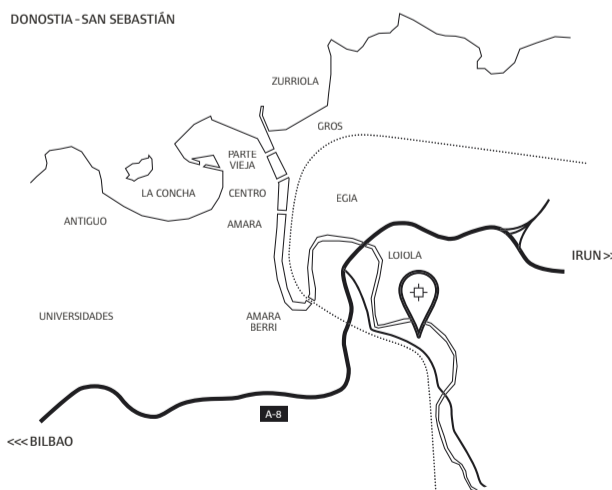 DONOSTIA - SAN SEBASTIÁN
ZURRIOLA
GROS
PARTE
VIEJA
LA CONCHA
CENTRO
EGIA
ANTIGUO
AMARA
LOIOLA
IRUN >
UNIVERSIDADES
AMARA
BERRI
A-8
<<< BILBAO